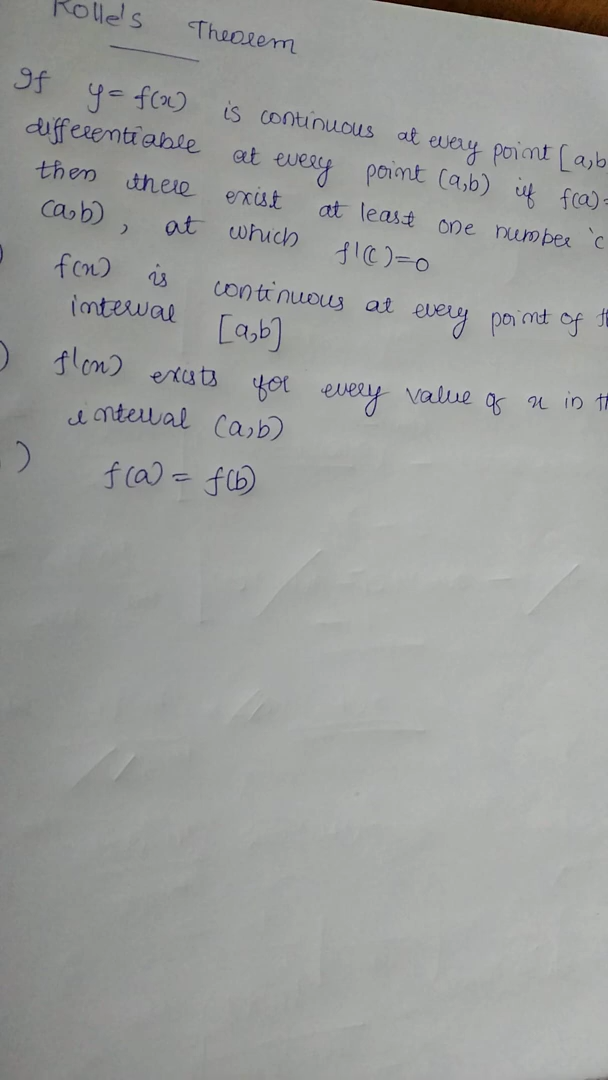 Rolle's Theorem
If y = f(x) is continuous at every point [a,b
differentiable at every point (a,b) if f(a)=
then there exist at least one number 'c
(a,b), at which f'(c)=0
) f(x) is continuous at every point of th
interval [a,b]
) f'(x) exists for every value of x in th
interval (a,b)
) f(a) = f(b)